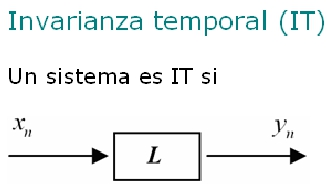 Invarianza temporal (IT)
Un sistema es IT si
xₙ L yₙ